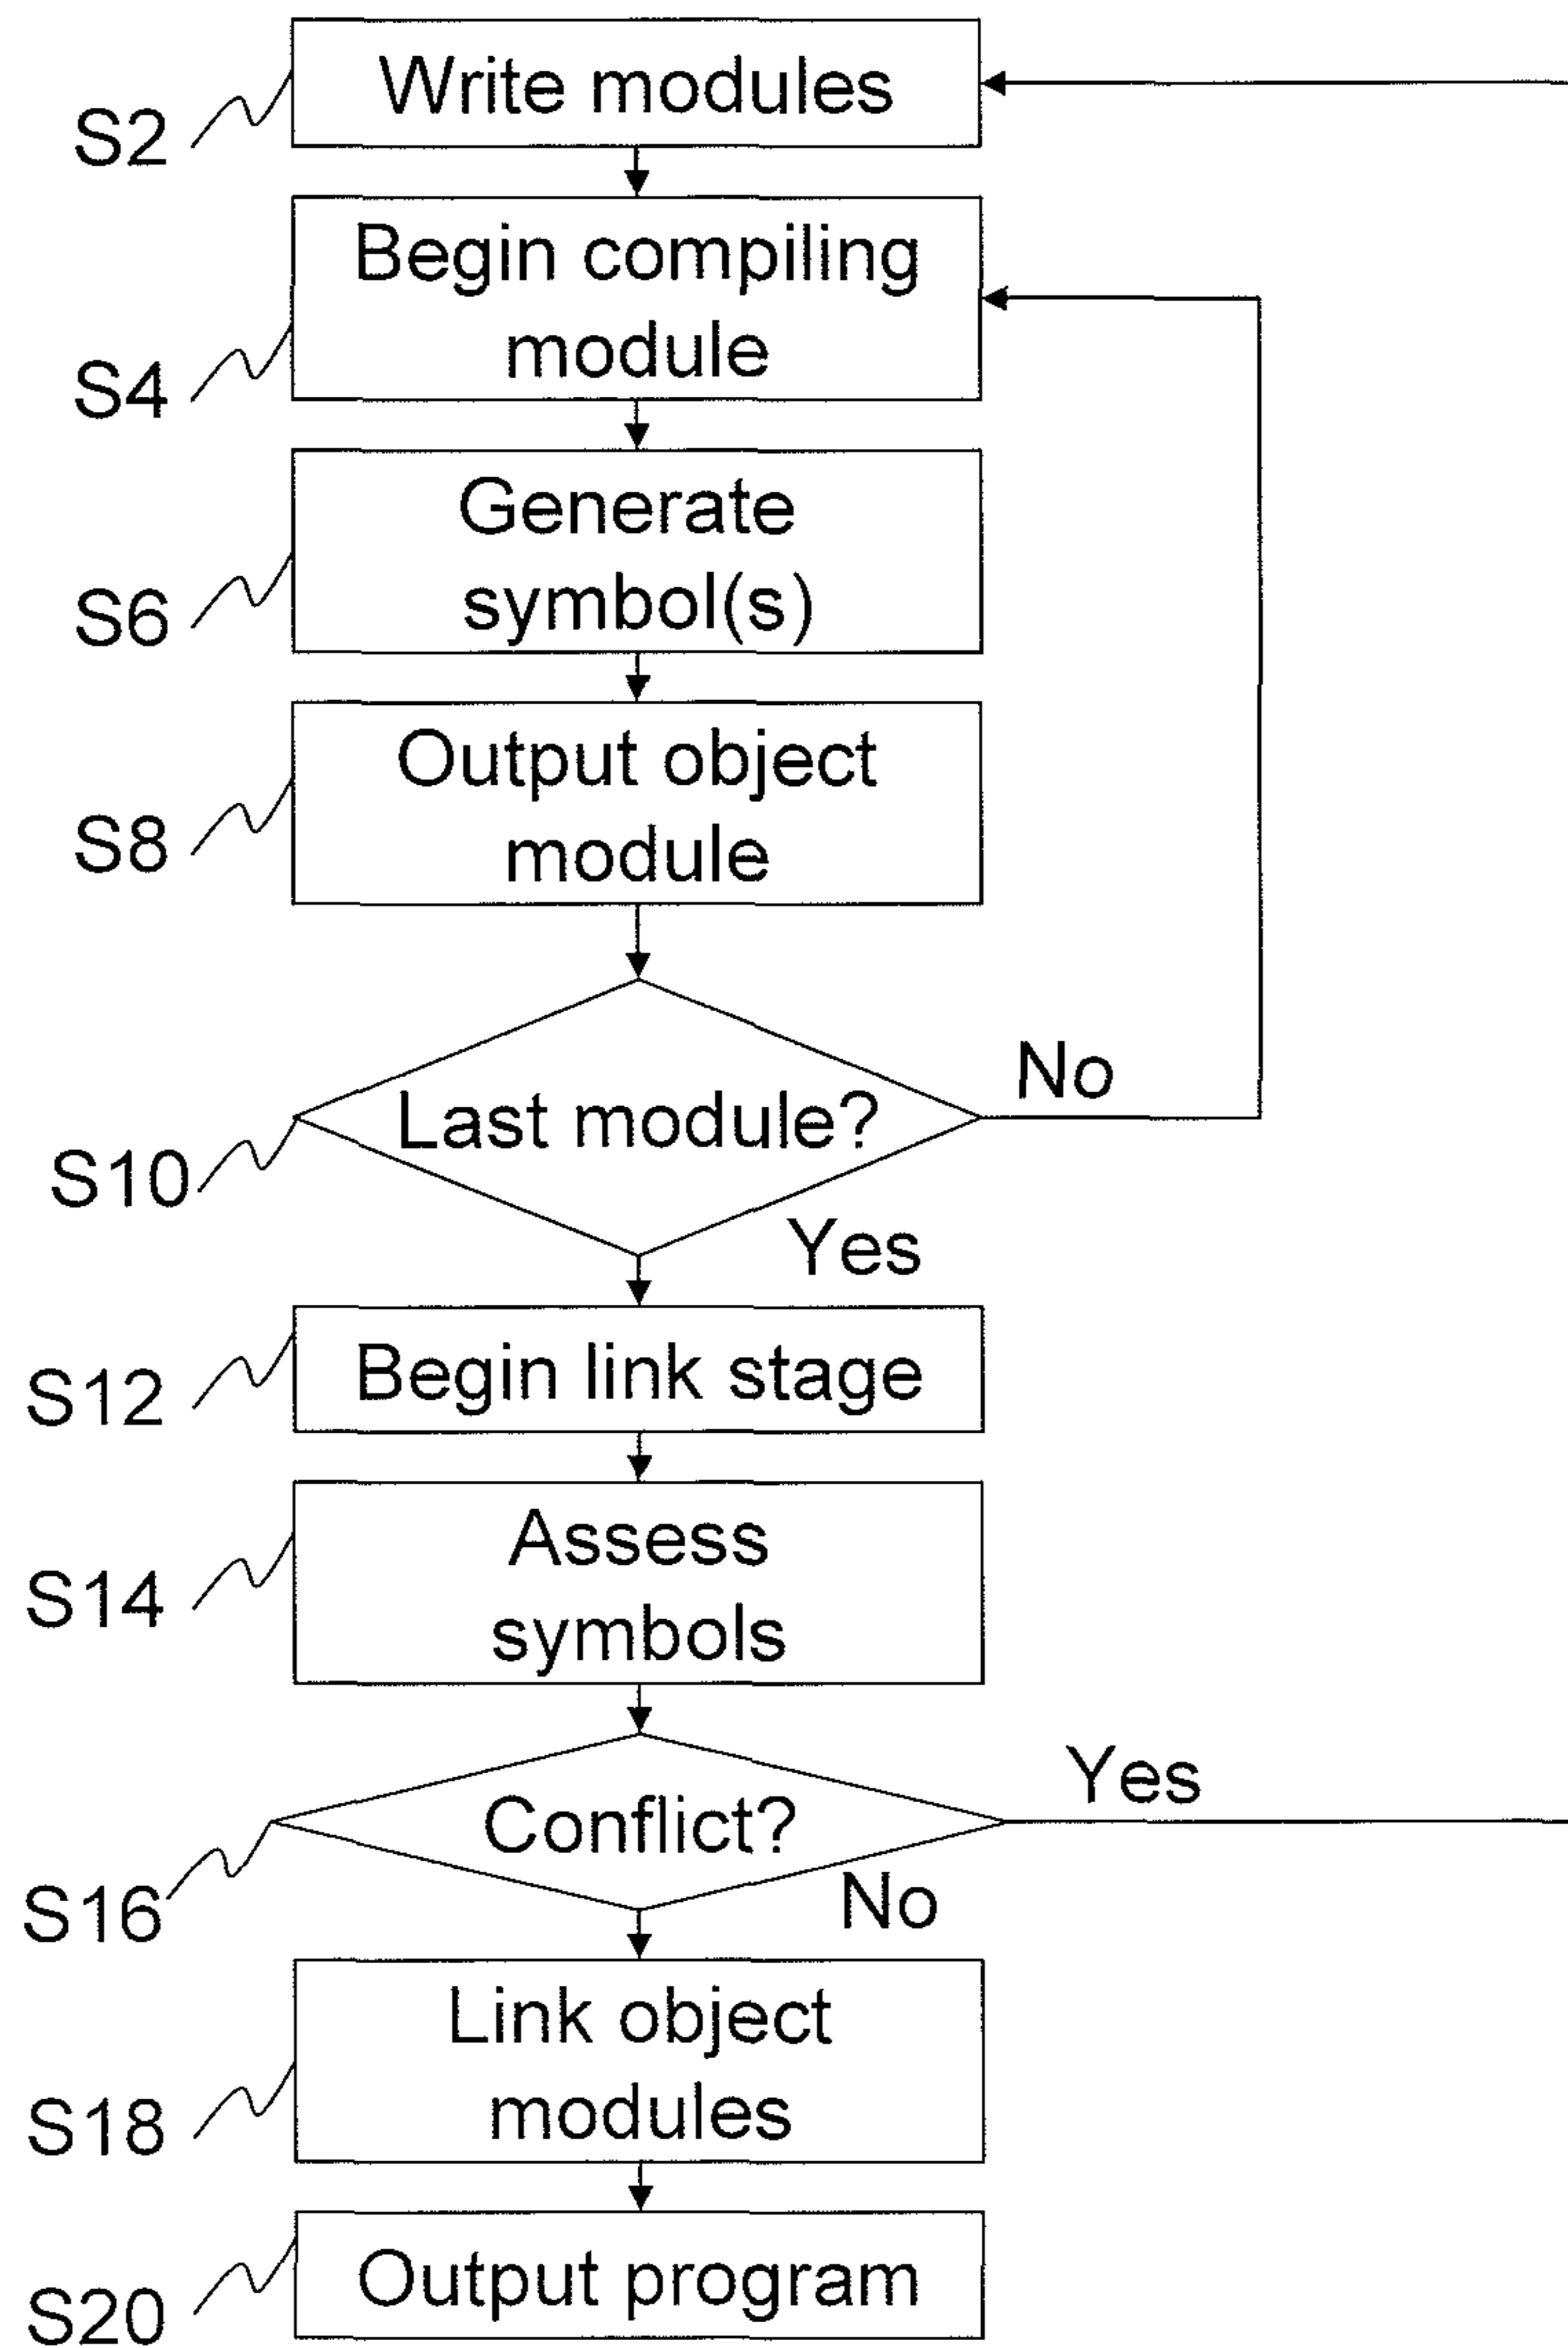 Write modules
S2
Begin compiling
module
S4
Generate
symbol(s)
S6
Output object
module
S8
No
Last module?
S10
Yes
Begin link stage
S12
Assess
symbols
S14
Yes
Conflict?
No
S16
Link object
modules
S18
Output program
S20